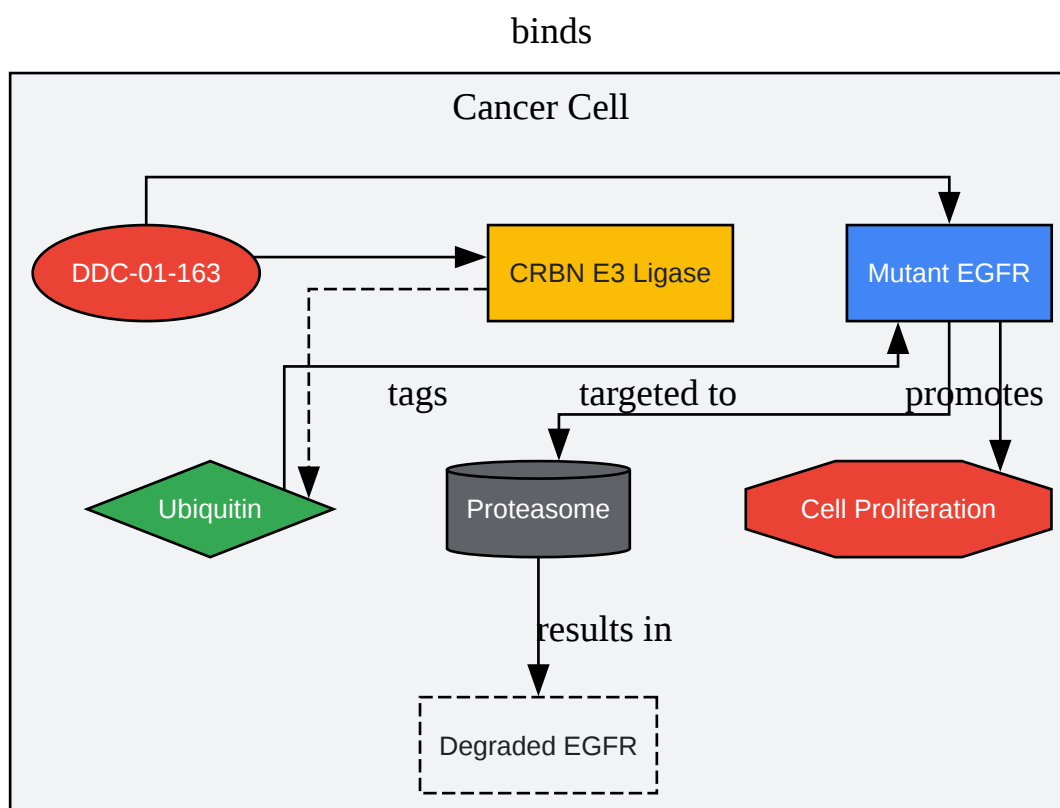 binds
Cancer Cell
DDC-01-163
CRBN E3 Ligase
Mutant EGFR
tags
targeted to
promotes
Ubiquitin
Proteasome
Cell Proliferation
results in
Degraded EGFR